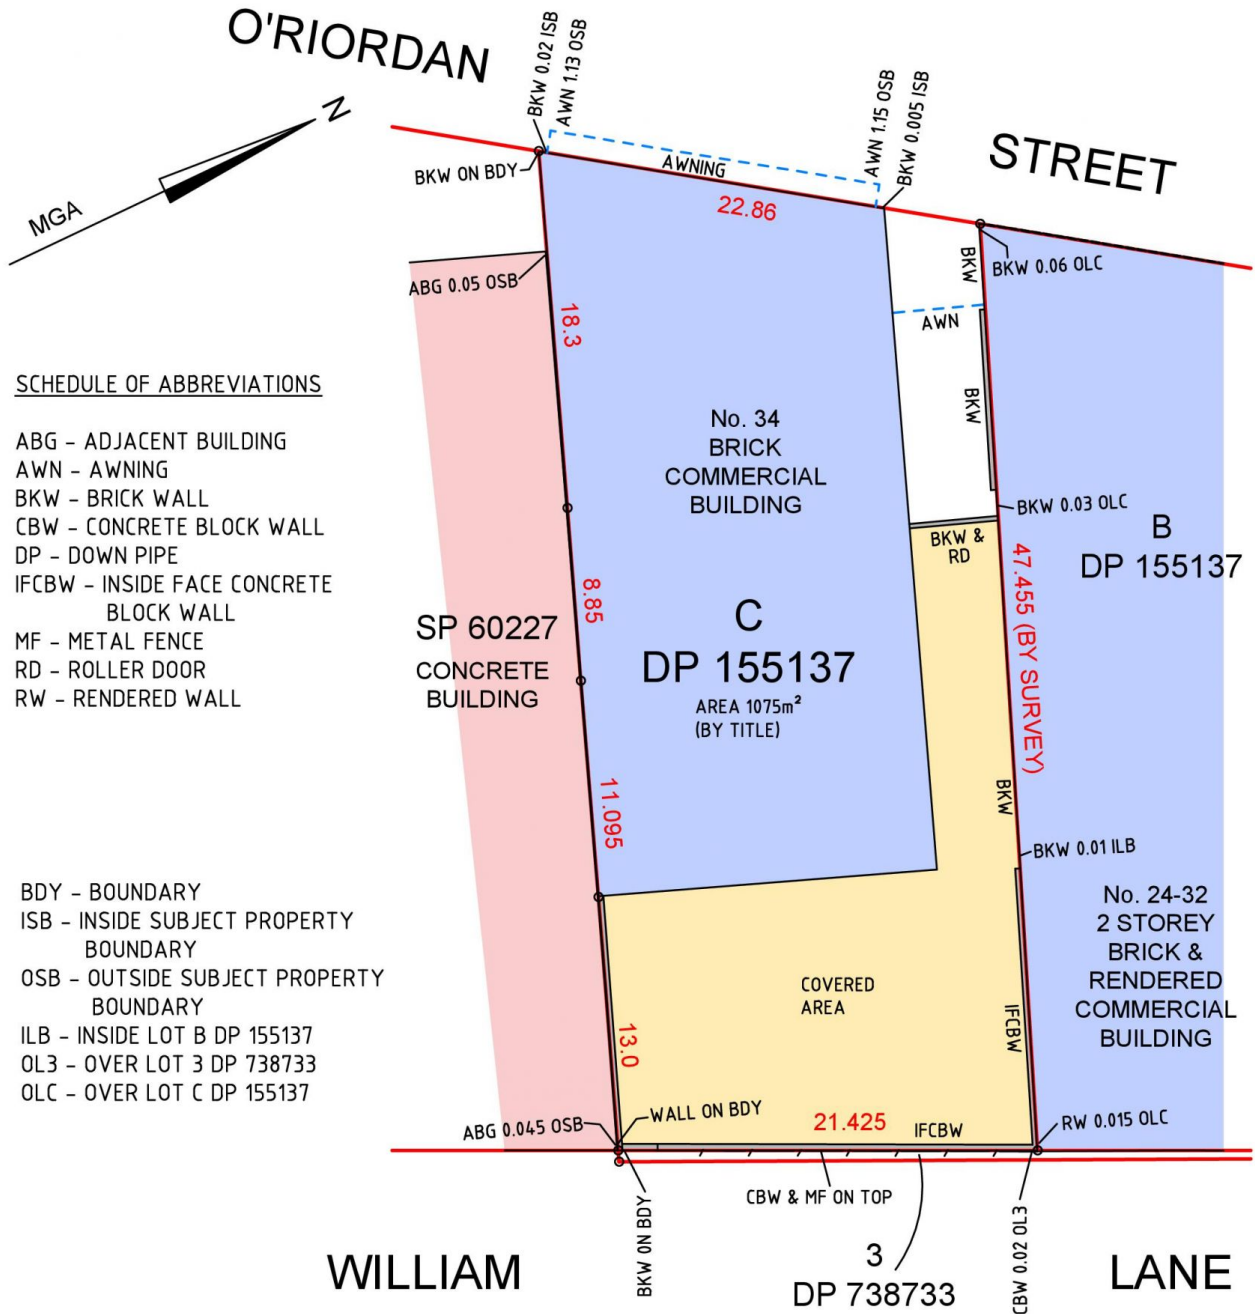 O'RIORDAN
STREET
BKW 0.02 ISB
AWN 1.13 OSB
AWN 1.15 OSB
BKW 0.005 ISB
N
MGA
BKW ON BDY
AWNING
22.86
BKW
BKW 0.06 OLC
ABG 0.05 OSB
18.3
AWN
BKW
SCHEDULE OF ABBREVIATIONS
ABG - ADJACENT BUILDING
AWN - AWNING
BKW - BRICK WALL
CBW - CONCRETE BLOCK WALL
DP - DOWN PIPE
IFCBW - INSIDE FACE CONCRETE
BLOCK WALL
MF - METAL FENCE
RD - ROLLER DOOR
RW - RENDERED WALL
No. 34
BRICK
COMMERCIAL
BUILDING
BKW 0.03 OLC
BKW &
RD
B
DP 155137
8.85
47.455 (BY SURVEY)
SP 60227
CONCRETE
BUILDING
C
DP 155137
AREA 1075m²
(BY TITLE)
11.095
BKW
BKW 0.01 ILB
BDY - BOUNDARY
ISB - INSIDE SUBJECT PROPERTY
BOUNDARY
OSB - OUTSIDE SUBJECT PROPERTY
BOUNDARY
ILB - INSIDE LOT B DP 155137
OL3 - OVER LOT 3 DP 738733
OLC - OVER LOT C DP 155137
No. 24-32
2 STOREY
BRICK &
RENDERED
COMMERCIAL
BUILDING
COVERED
AREA
IFCBW
13.0
ABG 0.045 OSB
WALL ON BDY
21.425
IFCBW
RW 0.015 OLC
BKW ON BDY
CBW & MF ON TOP
CBW 0.02 OL3
3
DP 738733
WILLIAM
LANE